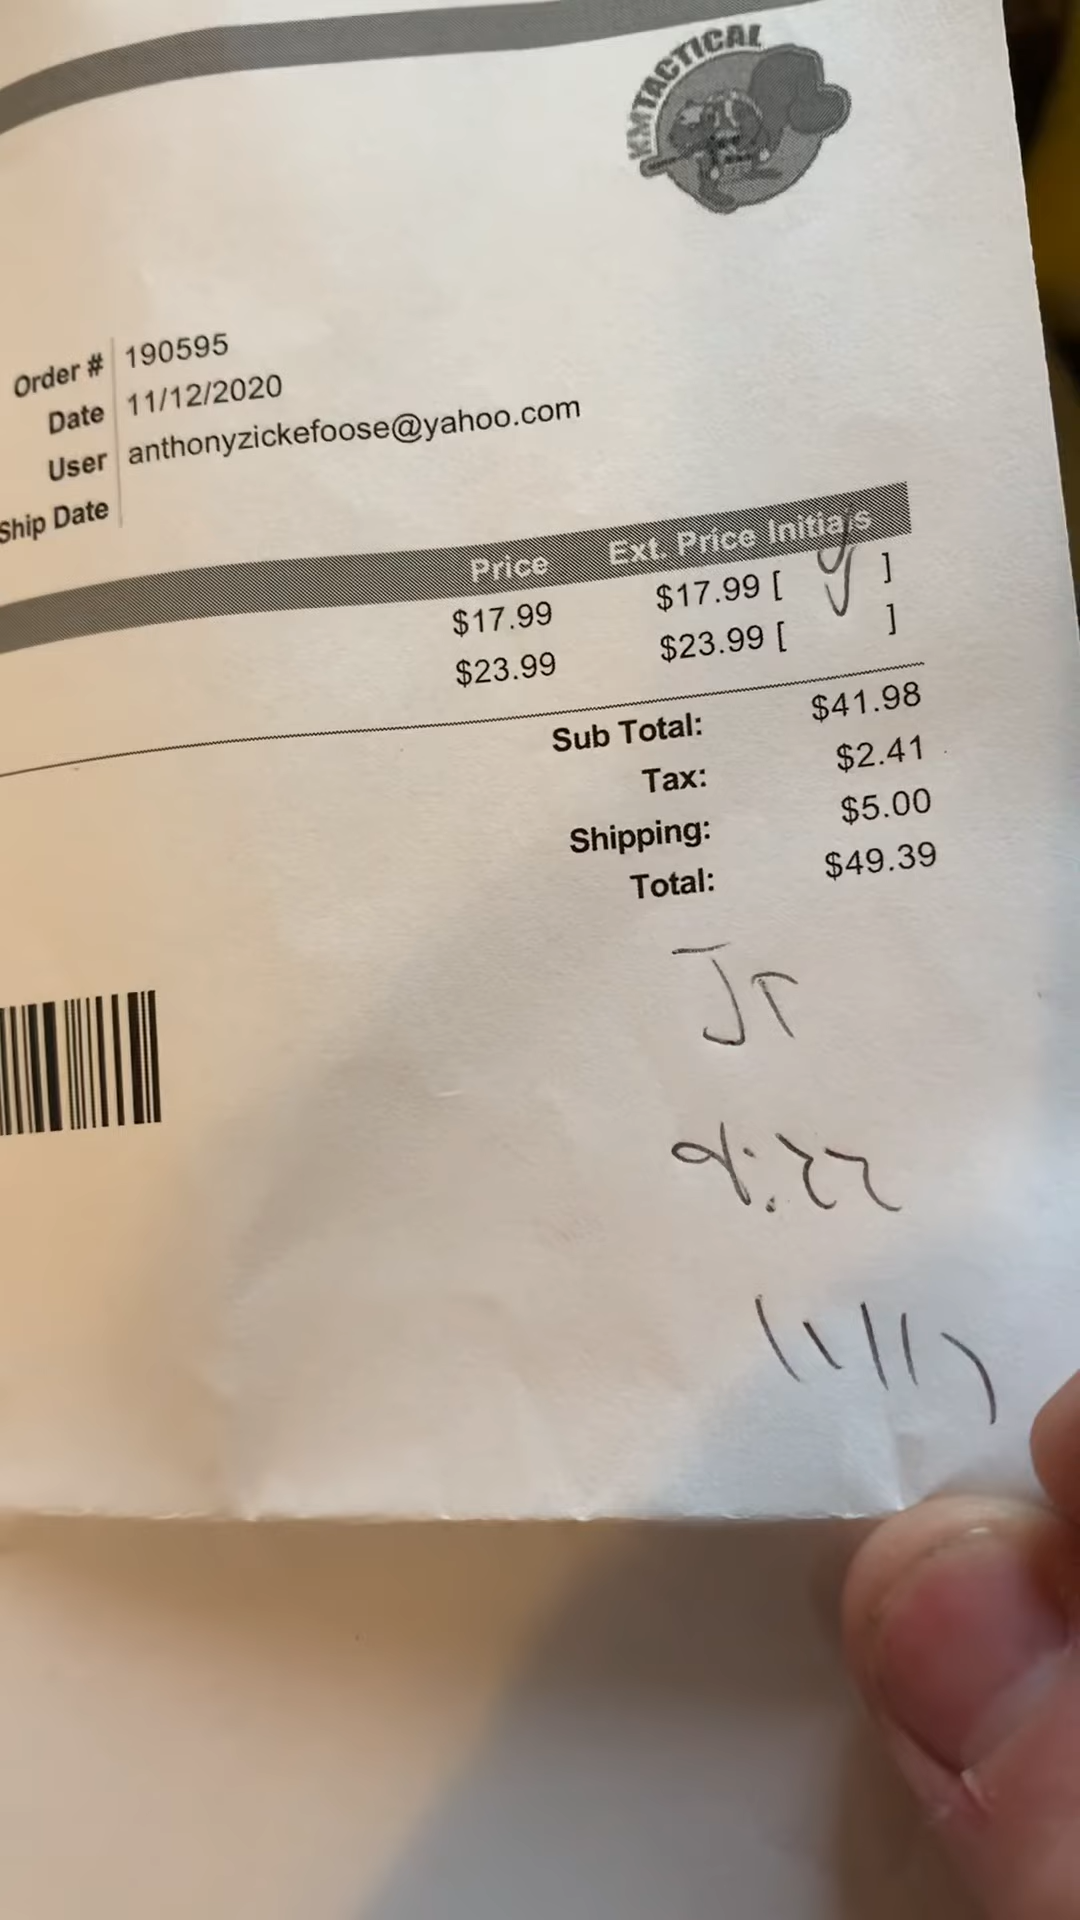 KMTACTICAL
Order # 190595
Date 11/12/2020
User anthonyzickefoose@yahoo.com
Ship Date
Price Ext. Price Initials
$17.99 $17.99 [ ]
$23.99 $23.99 [ ]
Sub Total: $41.98
Tax: $2.41
Shipping: $5.00
Total: $49.39
Jr